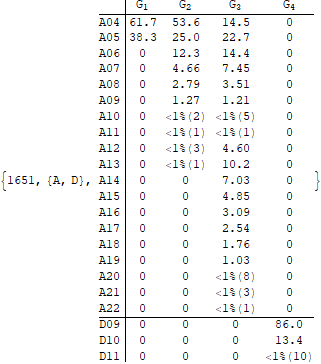 G1 G2 G3 G4
A04 61.7 53.6 14.5 0
A05 38.3 25.0 22.7 0
A06 0 12.3 14.4 0
A07 0 4.66 7.45 0
A08 0 2.79 3.51 0
A09 0 1.27 1.21 0
A10 0 <1%(2) <1%(5) 0
A11 0 <1%(1) <1%(1) 0
A12 0 <1%(3) 4.60 0
A13 0 <1%(1) 10.2 0
{1651, {A, D}, A14 0 0 7.03 0 }
A15 0 0 4.85 0
A16 0 0 3.09 0
A17 0 0 2.54 0
A18 0 0 1.76 0
A19 0 0 1.03 0
A20 0 0 <1%(8) 0
A21 0 0 <1%(3) 0
A22 0 0 <1%(1) 0
D09 0 0 0 86.0
D10 0 0 0 13.4
D11 0 0 0 <1%(10)